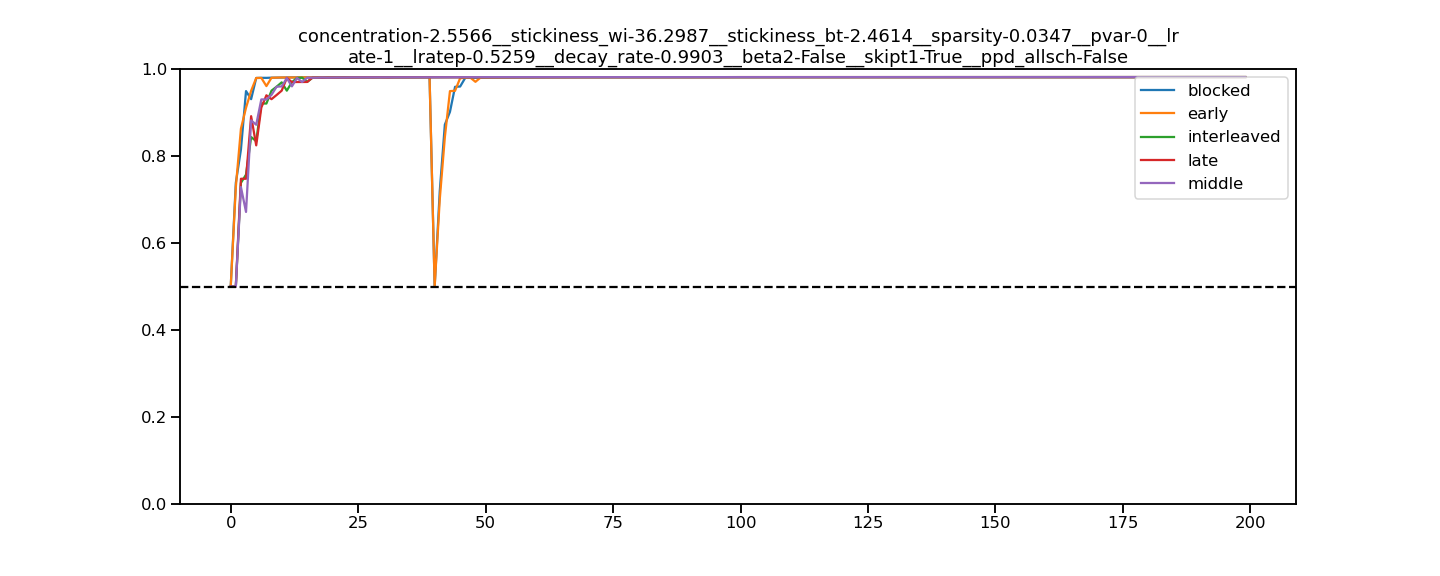 concentration-2.5566__stickiness_wi-36.2987__stickiness_bt-2.4614__sparsity-0.0347__pvar-0__lr
ate-1__lratep-0.5259__decay_rate-0.9903__beta2-False__skipt1-True__ppd_allsch-False
1.0
0.8
0.6
0.4
0.2
0.0
blocked
early
interleaved
late
middle
0 25 50 75 100 125 150 175 200